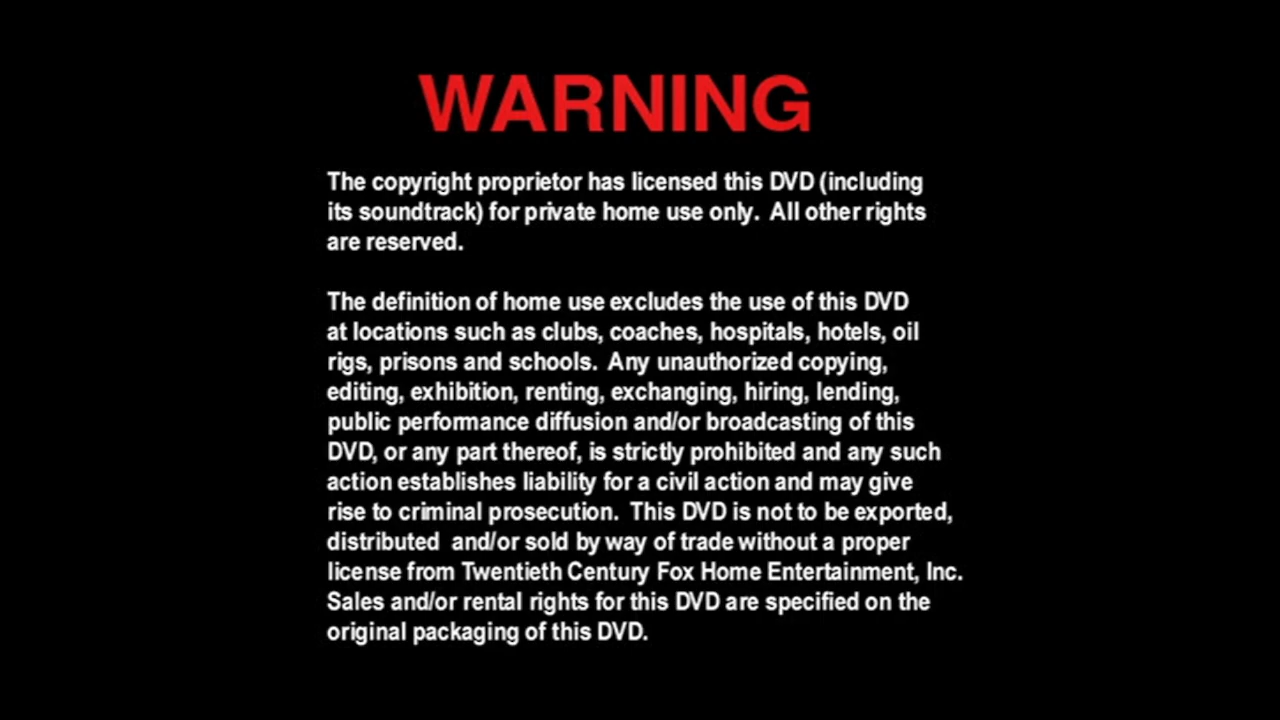 WARNING
The copyright proprietor has licensed this DVD (including
its soundtrack) for private home use only.  All other rights
are reserved.
The definition of home use excludes the use of this DVD
at locations such as clubs, coaches, hospitals, hotels, oil
rigs, prisons and schools.  Any unauthorized copying,
editing, exhibition, renting, exchanging, hiring, lending,
public performance diffusion and/or broadcasting of this
DVD, or any part thereof, is strictly prohibited and any such
action establishes liability for a civil action and may give
rise to criminal prosecution.  This DVD is not to be exported,
distributed  and/or sold by way of trade without a proper
license from Twentieth Century Fox Home Entertainment, Inc.
Sales and/or rental rights for this DVD are specified on the
original packaging of this DVD.